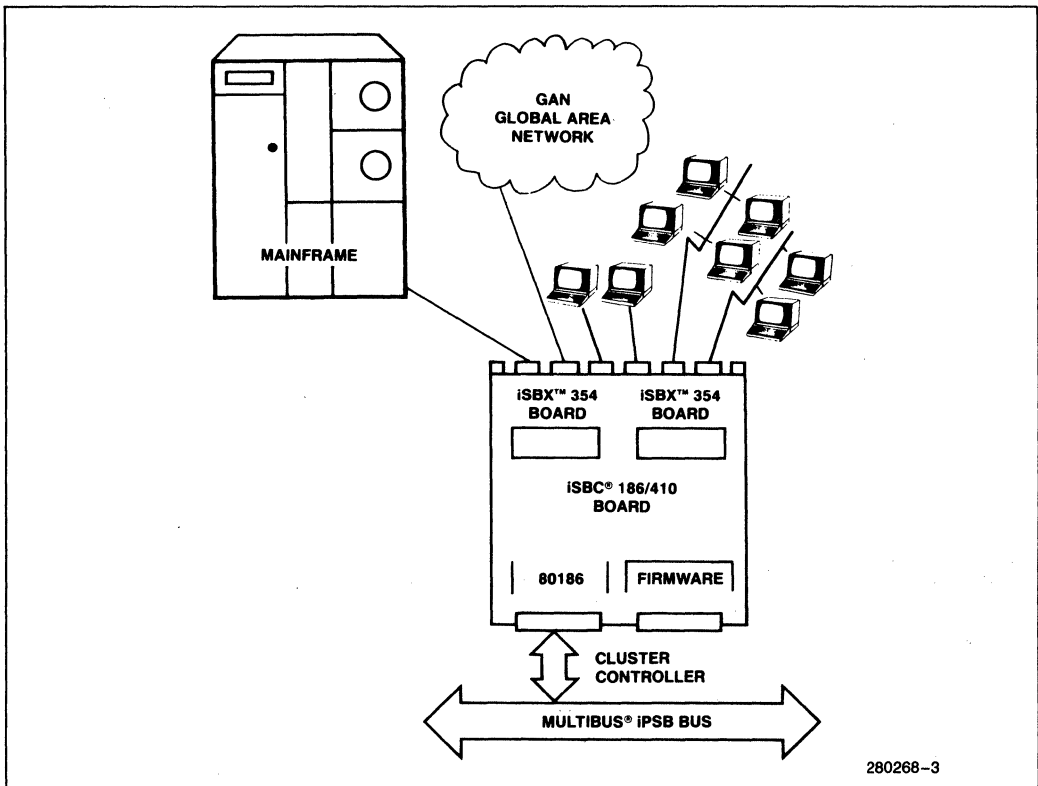 GAN
GLOBAL AREA
NETWORK
MAINFRAME
iSBX™ 354
BOARD
iSBX™ 354
BOARD
iSBC® 186/410
BOARD
80186
FIRMWARE
CLUSTER
CONTROLLER
MULTIBUS® iPSB BUS
280268-3